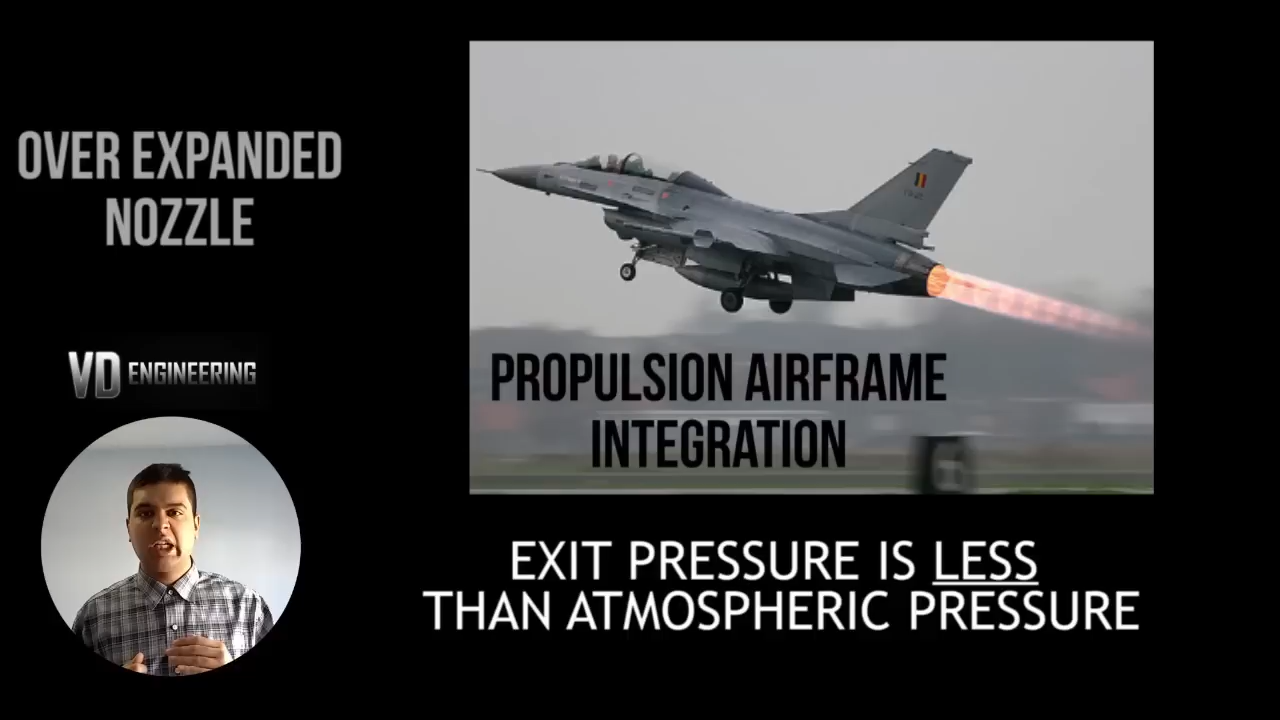 OVER EXPANDED
NOZZLE
VD ENGINEERING
PROPULSION AIRFRAME
INTEGRATION
EXIT PRESSURE IS LESS
THAN ATMOSPHERIC PRESSURE